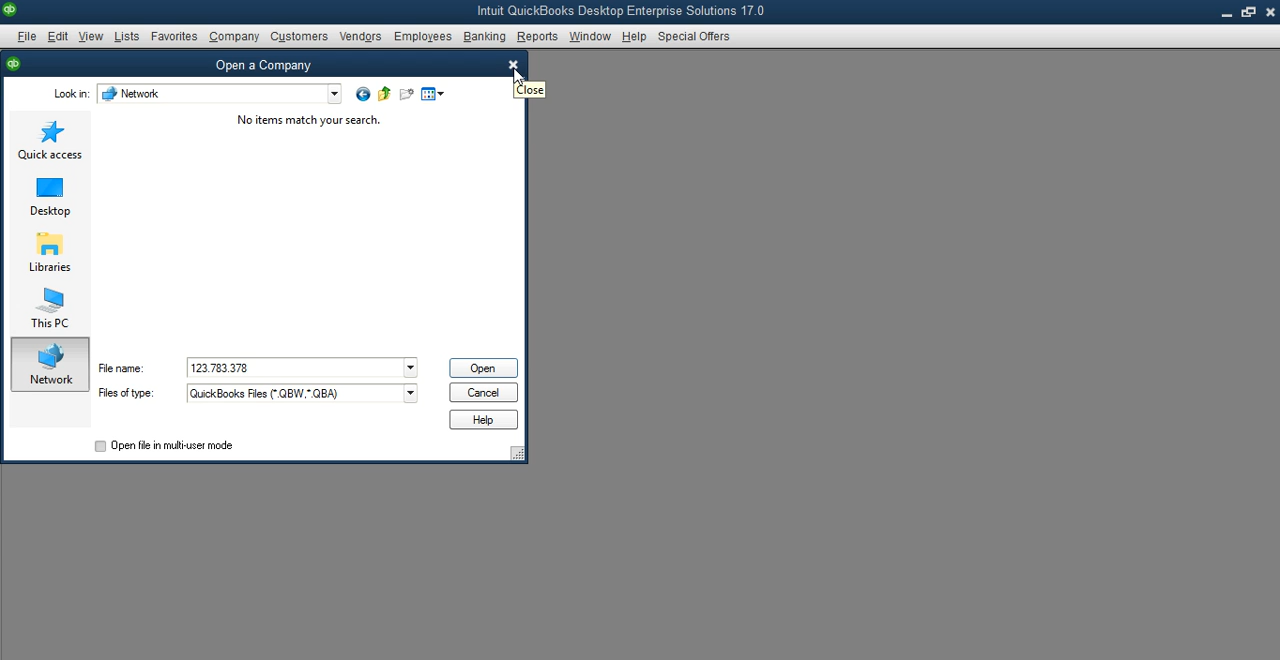 qb Intuit QuickBooks Desktop Enterprise Solutions 17.0
File Edit View Lists Favorites Company Customers Vendors Employees Banking Reports Window Help Special Offers
qb Open a Company
Close
Look in: Network
No items match your search.
Quick access
Desktop
Libraries
This PC
Network
File name: 123.783.378 Open
Files of type: QuickBooks Files (*.QBW,*.QBA) Cancel
Help
Open file in multi-user mode